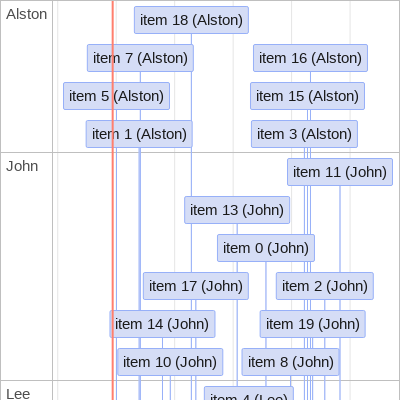 Alston
item 18 (Alston)
item 7 (Alston)
item 16 (Alston)
item 5 (Alston)
item 15 (Alston)
item 1 (Alston)
item 3 (Alston)
John
item 11 (John)
item 13 (John)
item 0 (John)
item 17 (John)
item 2 (John)
item 14 (John)
item 19 (John)
item 10 (John)
item 8 (John)
Lee
item 4 (Lee)